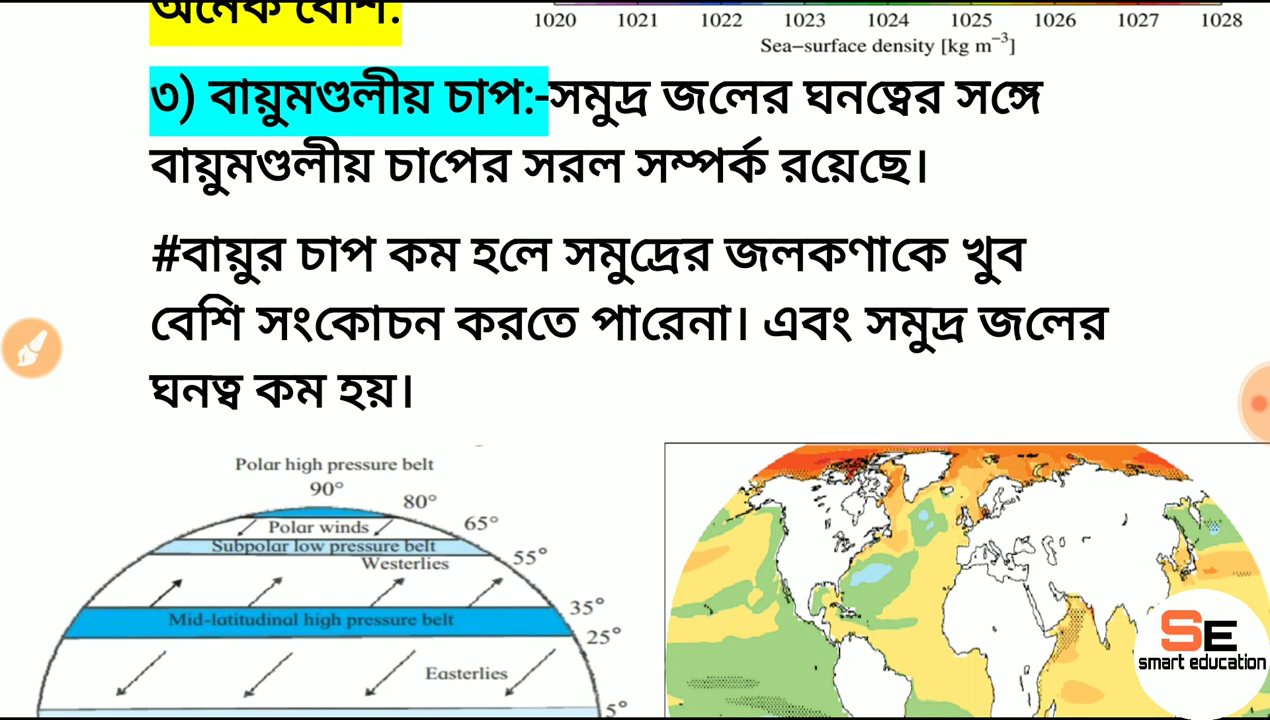 অনেক বেশি.
1020 1021 1022 1023 1024 1025 1026 1027 1028
Sea−surface density [kg m−3]
৩) বায়ুমণ্ডলীয় চাপ:-সমুদ্র জলের ঘনত্বের সঙ্গে
বায়ুমণ্ডলীয় চাপের সরল সম্পর্ক রয়েছে।
#বায়ুর চাপ কম হলে সমুদ্রের জলকণাকে খুব
বেশি সংকোচন করতে পারেনা। এবং সমুদ্র জলের
ঘনত্ব কম হয়।
Polar high pressure belt
90°
80°
Polar winds
65°
Subpolar low pressure belt
55°
Westerlies
35°
Mid-latitudinal high pressure belt
25°
Easterlies
5°
SE
smart education